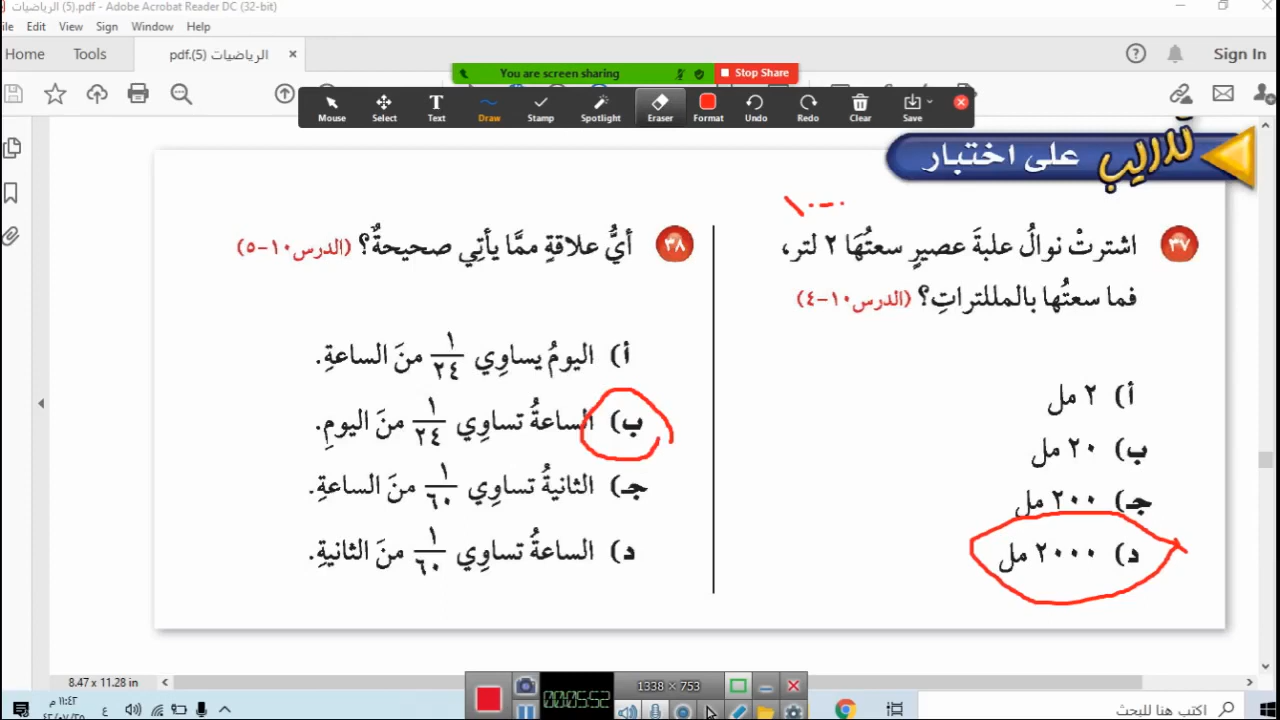 الرياضيات (5).pdf - Adobe Acrobat Reader DC (32-bit)
Edit View Sign Window Help
Home Tools الرياضيات (5).pdf × Sign In
You are screen sharing Stop Share
Mouse Select Text Draw Stamp Spotlight Eraser Format Undo Redo Clear Save
تدريب على اختبار
٣٧ اشترتْ نوالُ علبةَ عصيرٍ سعتُهَا ٢ لتر،
فما سعتُها بالمللتراتِ؟ (الدرس ١٠-٤)
أ) ٢ مل
ب) ٢٠ مل
جـ) ٢٠٠ مل
د) ٢٠٠٠ مل
٣٨ أيُّ علاقةٍ ممَّا يأتِي صحيحةٌ؟ (الدرس ١٠-٥)
أ) اليومُ يساوِي ١/٢٤ منَ الساعةِ.
ب) الساعةُ تساوِي ١/٢٤ منَ اليومِ.
جـ) الثانيةُ تساوِي ١/٦٠ منَ الساعةِ.
د) الساعةُ تساوِي ١/٦٠ منَ الثانيةِ.
8.47 x 11.28 in
1338 × 753
00:05:52
١١:٤٣ م
ع
اكتب هنا للبحث